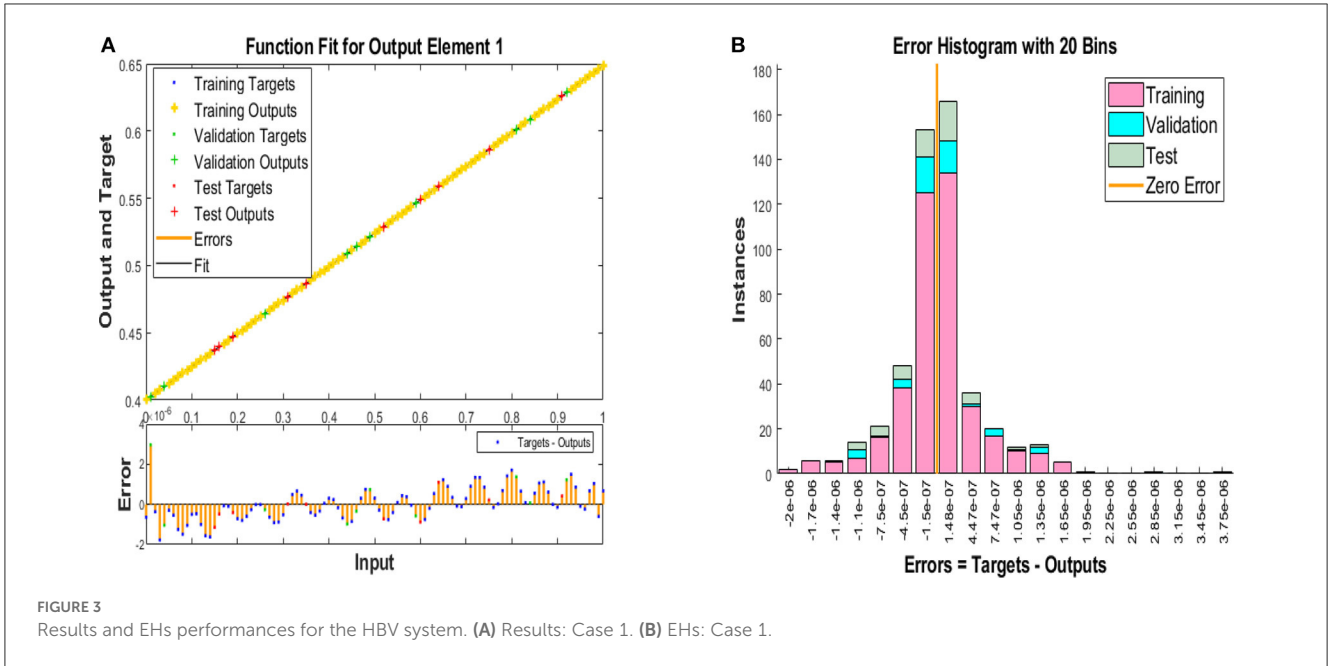 A
Function Fit for Output Element 1
0.65
0.6
0.55
0.5
0.45
0.4
Output and Target
Training Targets
Training Outputs
Validation Targets
Validation Outputs
Test Targets
Test Outputs
Errors
Fit
0 0.1 0.2 0.3 0.4 0.5 0.6 0.7 0.8 0.9 1
×10-6
4
2
0
-2
Error
Targets - Outputs
Input
B
Error Histogram with 20 Bins
180
160
140
120
100
80
60
40
20
0
Instances
Training
Validation
Test
Zero Error
-2e-06
-1.7e-06
-1.4e-06
-1.1e-06
-7.5e-07
-4.5e-07
-1.5e-07
1.48e-07
4.47e-07
7.47e-07
1.05e-06
1.35e-06
1.65e-06
1.95e-06
2.25e-06
2.55e-06
2.85e-06
3.15e-06
3.45e-06
3.75e-06
Errors = Targets - Outputs
FIGURE 3
Results and EHs performances for the HBV system. (A) Results: Case 1. (B) EHs: Case 1.